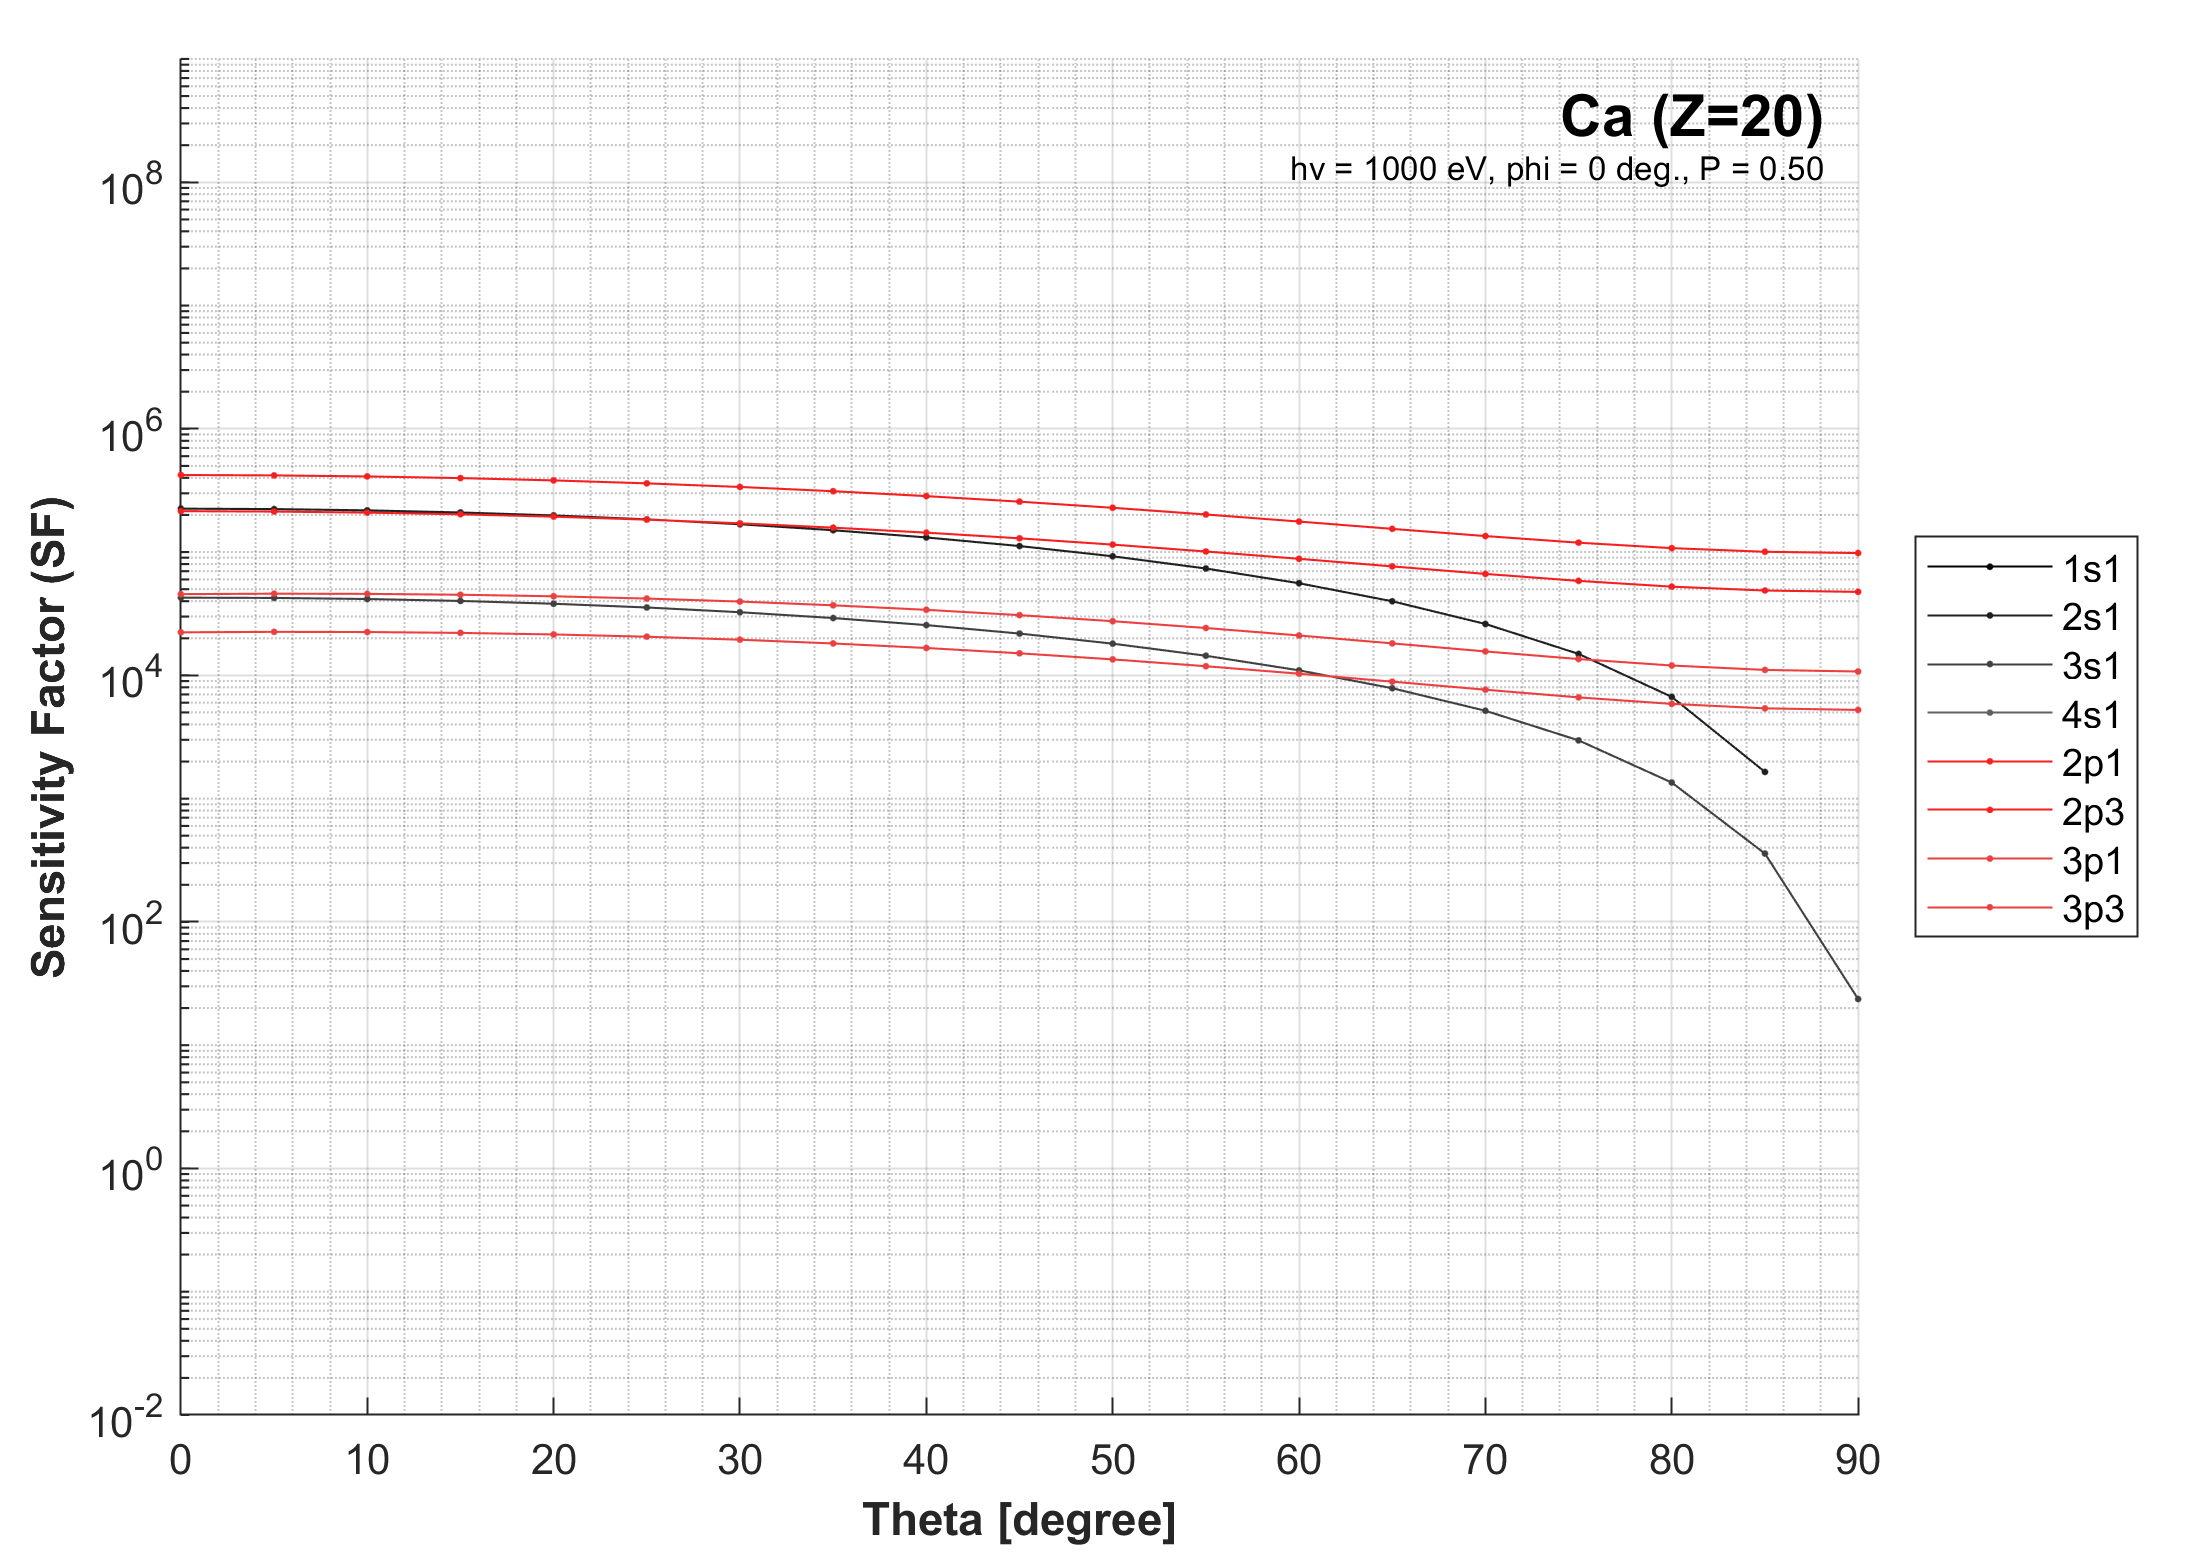 Ca (Z=20)
hv = 1000 eV, phi = 0 deg., P = 0.50
Sensitivity Factor (SF)
10^8
10^6
10^4
10^2
10^0
10^-2
0 10 20 30 40 50 60 70 80 90
Theta [degree]
1s1
2s1
3s1
4s1
2p1
2p3
3p1
3p3